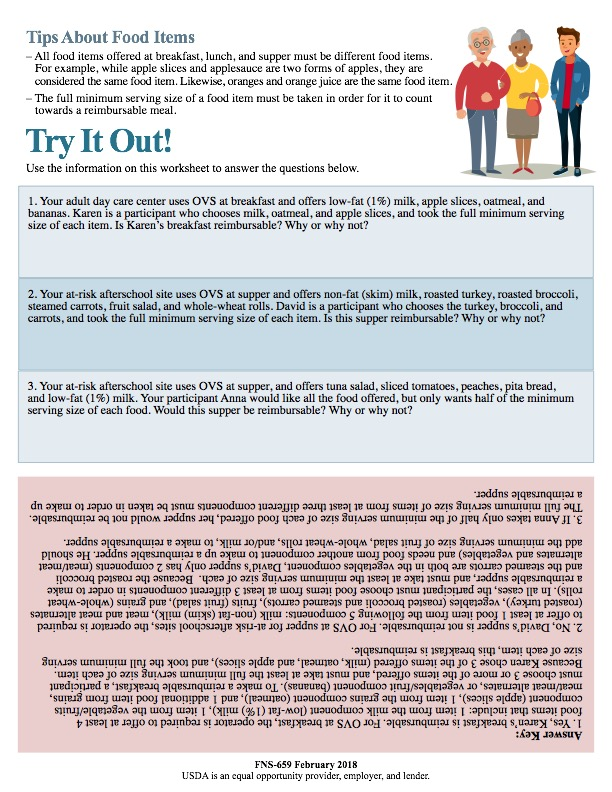 Tips About Food Items
– All food items offered at breakfast, lunch, and supper must be different food items.
For example, while apple slices and applesauce are two forms of apples, they are
considered the same food item. Likewise, oranges and orange juice are the same food item.
– The full minimum serving size of a food item must be taken in order for it to count
towards a reimbursable meal.
Try It Out!
Use the information on this worksheet to answer the questions below.
1. Your adult day care center uses OVS at breakfast and offers low-fat (1%) milk, apple slices, oatmeal, and
bananas. Karen is a participant who chooses milk, oatmeal, and apple slices, and took the full minimum serving
size of each item. Is Karen's breakfast reimbursable? Why or why not?
2. Your at-risk afterschool site uses OVS at supper and offers non-fat (skim) milk, roasted turkey, roasted broccoli,
steamed carrots, fruit salad, and whole-wheat rolls. David is a participant who chooses the turkey, broccoli, and
carrots, and took the full minimum serving size of each item. Is this supper reimbursable? Why or why not?
3. Your at-risk afterschool site uses OVS at supper, and offers tuna salad, sliced tomatoes, peaches, pita bread,
and low-fat (1%) milk. Your participant Anna would like all the food offered, but only wants half of the minimum
serving size of each food. Would this supper be reimbursable? Why or why not?
Answer Key:
1. Yes, Karen's breakfast is reimbursable. For OVS at breakfast, the operator is required to offer at least 4
food items that include: 1 item from the milk component (low-fat (1%) milk), 1 item from the vegetable/fruits
component (apple slices), 1 item from the grains component (oatmeal), and 1 additional food item from grains,
meat/meat alternates, or vegetables/fruit component (bananas). To make a reimbursable breakfast, a participant
must choose 3 or more of the items offered, and must take at least the full minimum serving size of each item.
Because Karen chose 3 of the items offered (milk, oatmeal, and apple slices), and took the full minimum serving
size of each item, this breakfast is reimbursable.
2. No, David's supper is not reimbursable. For OVS at supper for at-risk afterschool sites, the operator is required
to offer at least 1 food item from the following 5 components: milk (non-fat (skim) milk), meat and meat alternates
(roasted turkey), vegetables (roasted broccoli and steamed carrots), fruits (fruit salad), and grains (whole-wheat
rolls). In all cases, the participant must choose food items from at least 3 different components in order to make
a reimbursable supper, and must take at least the minimum serving size of each. Because the roasted broccoli
and the steamed carrots are both in the vegetables component, David's supper only has 2 components (meat/meat
alternates and vegetables) and needs food from another component to make up a reimbursable supper. He should
add the minimum serving size of fruit salad, whole-wheat rolls, and/or milk, to make a reimbursable supper.
3. If Anna takes only half of the minimum serving size of each food offered, her supper would not be reimbursable.
The full minimum serving size of items from at least three different components must be taken in order to make up
a reimbursable supper.
FNS-659 February 2018
USDA is an equal opportunity provider, employer, and lender.